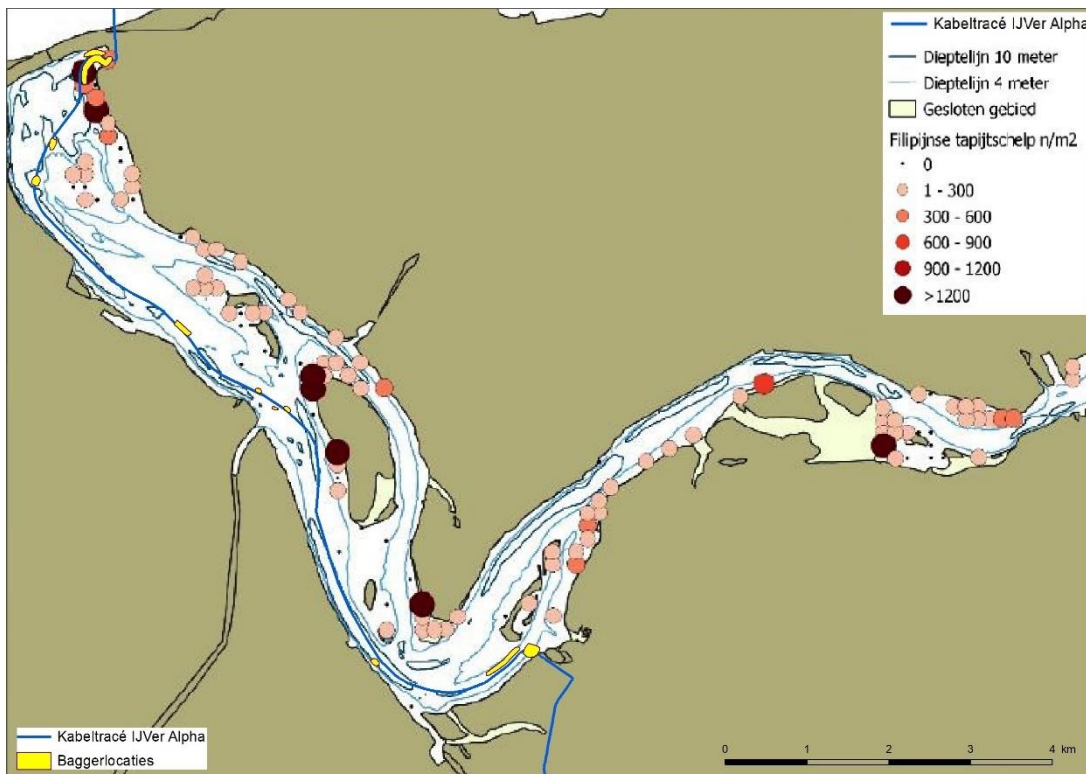 Kabeltracé IJVer Alpha
Dieptelijn 10 meter
Dieptelijn 4 meter
Gesloten gebied
Filipijnse tapijtschelp n/m2
0
1 - 300
300 - 600
600 - 900
900 - 1200
>1200
Kabeltracé IJVer Alpha
Baggerlocaties
0 1 2 3 4 km